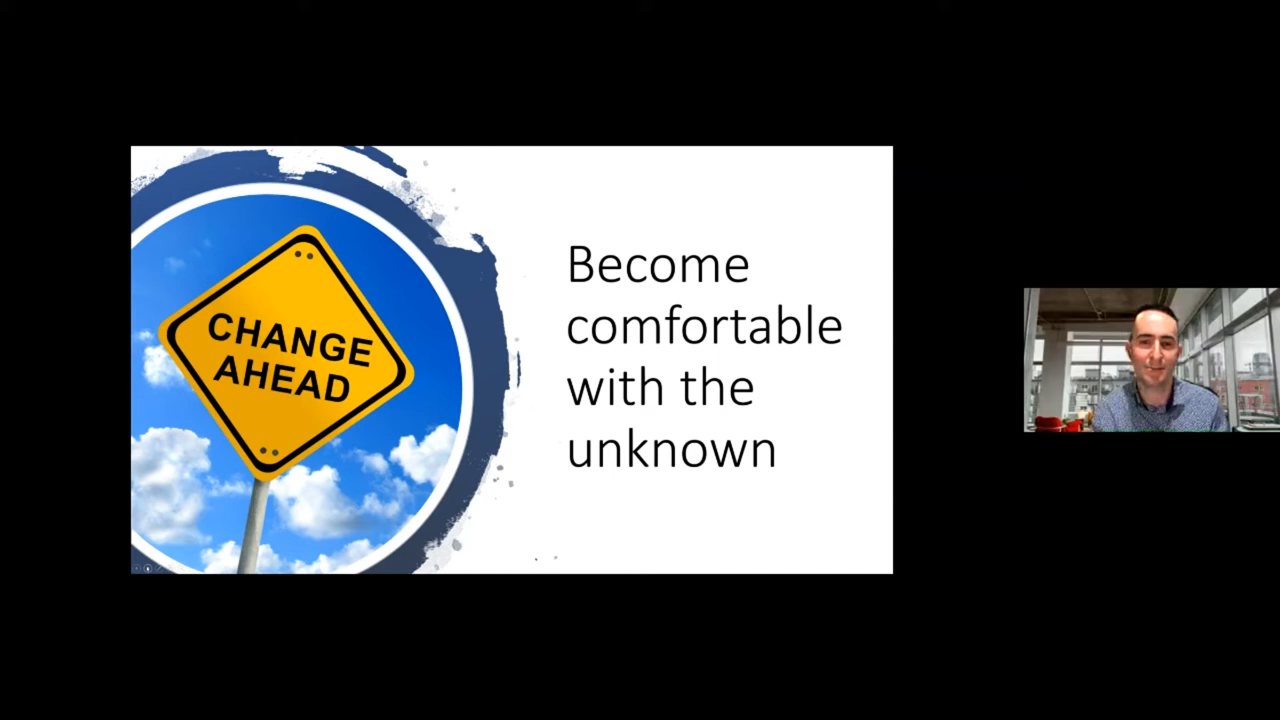 CHANGE
AHEAD
Become
comfortable
with the
unknown